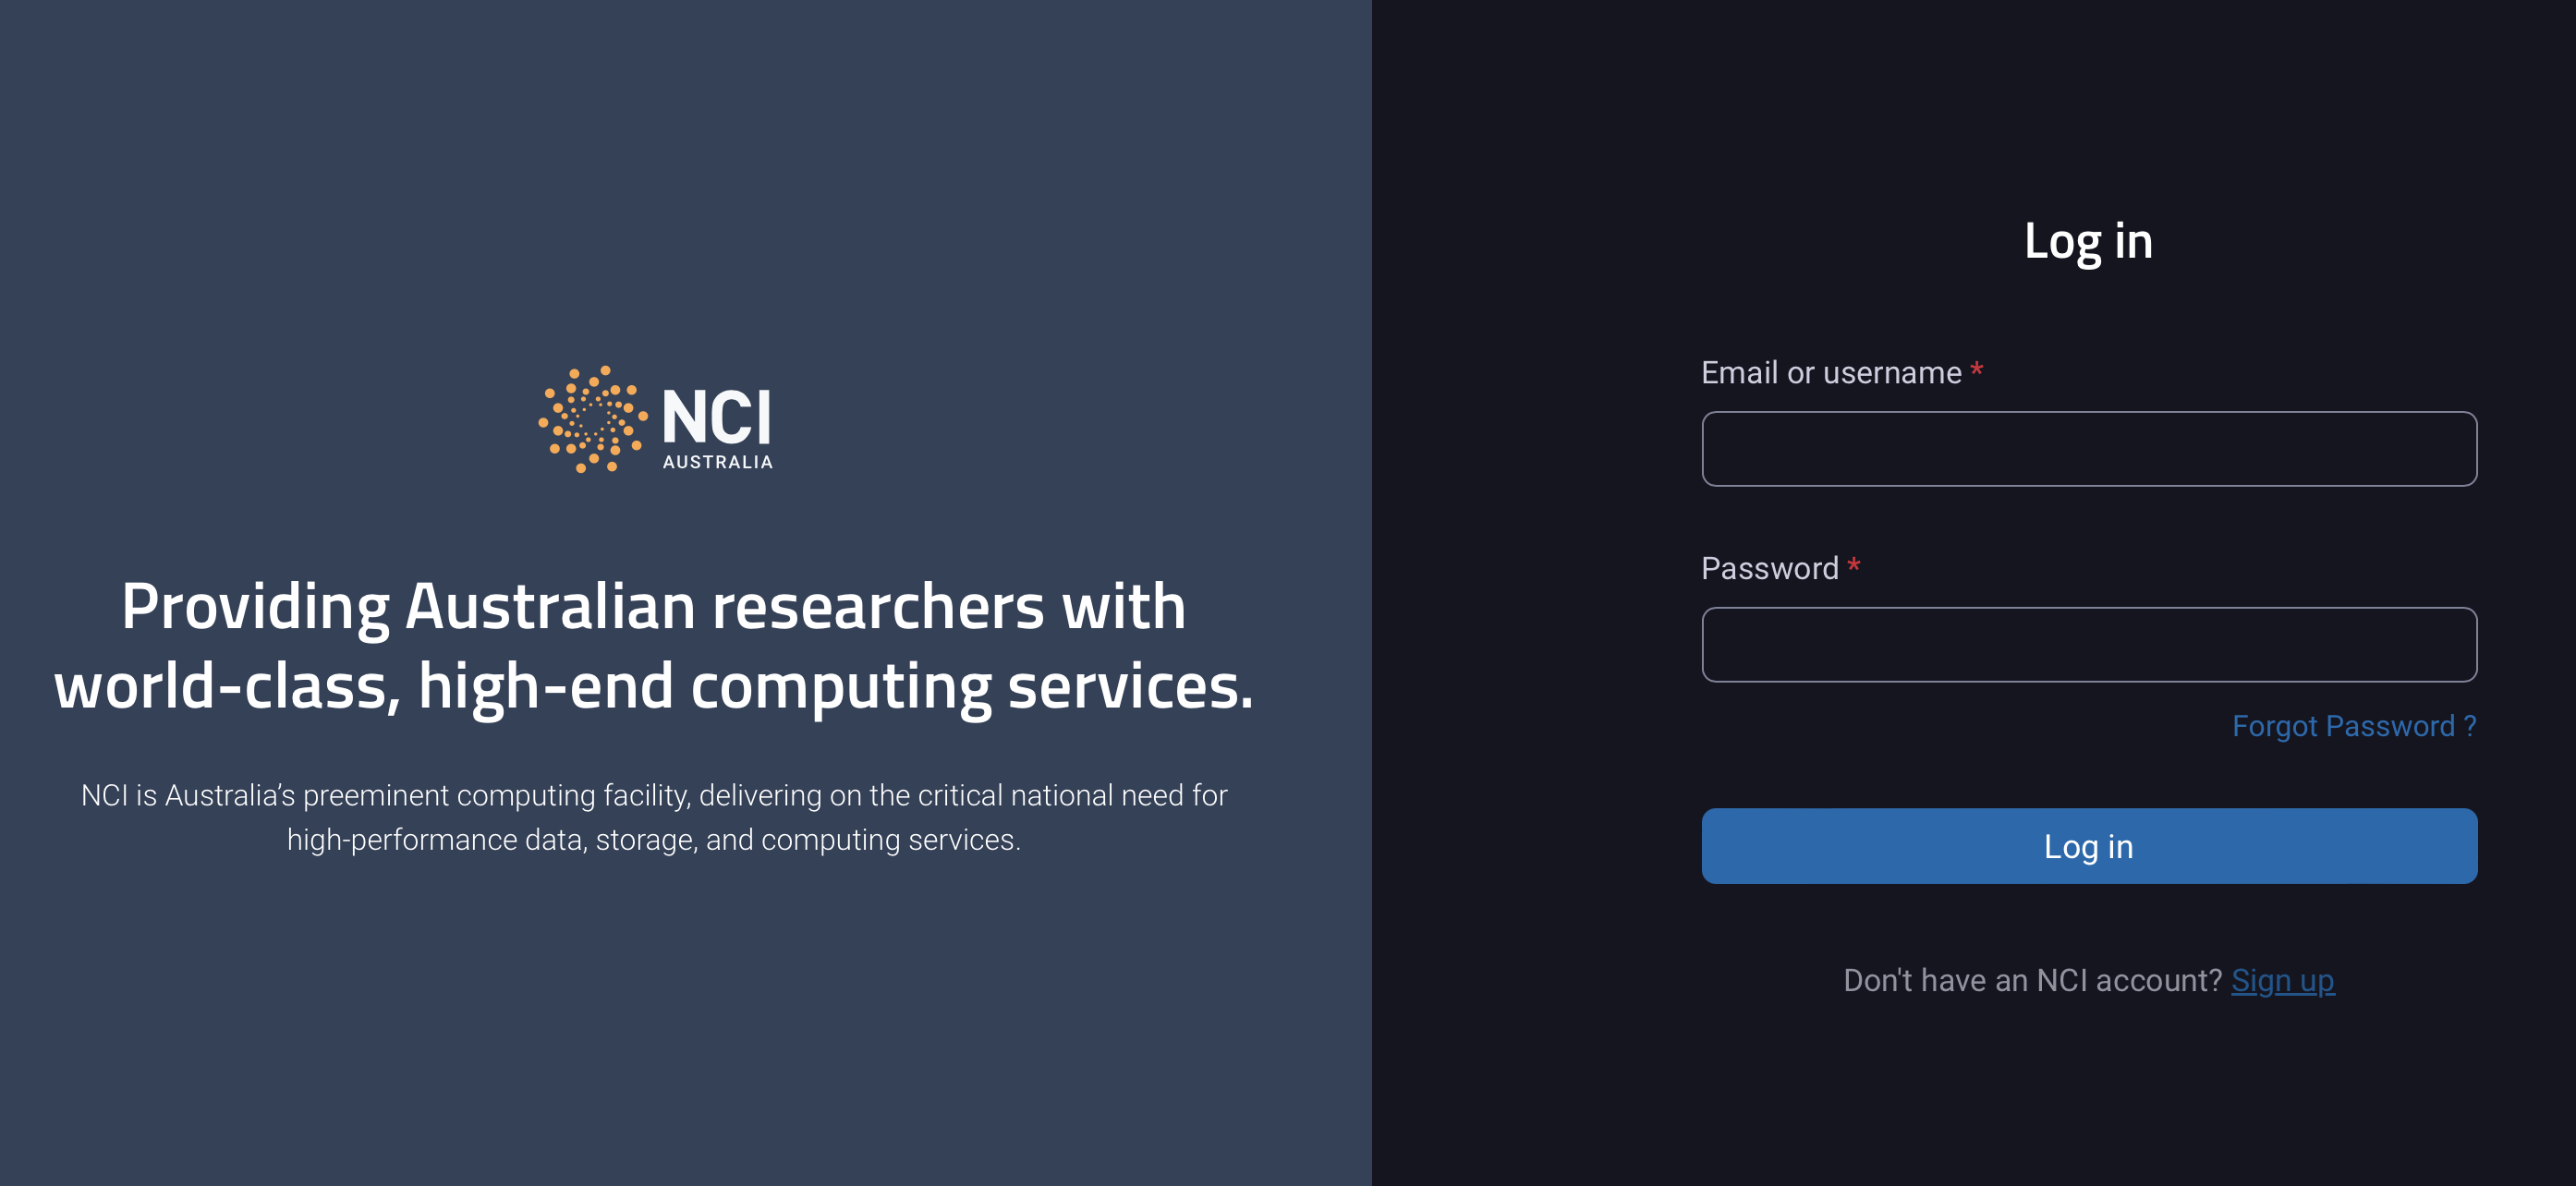 NCI
AUSTRALIA
Providing Australian researchers with
world-class, high-end computing services.
NCI is Australia’s preeminent computing facility, delivering on the critical national need for
high-performance data, storage, and computing services.
Log in
Email or username *
Password *
Forgot Password ?
Log in
Don't have an NCI account? Sign up